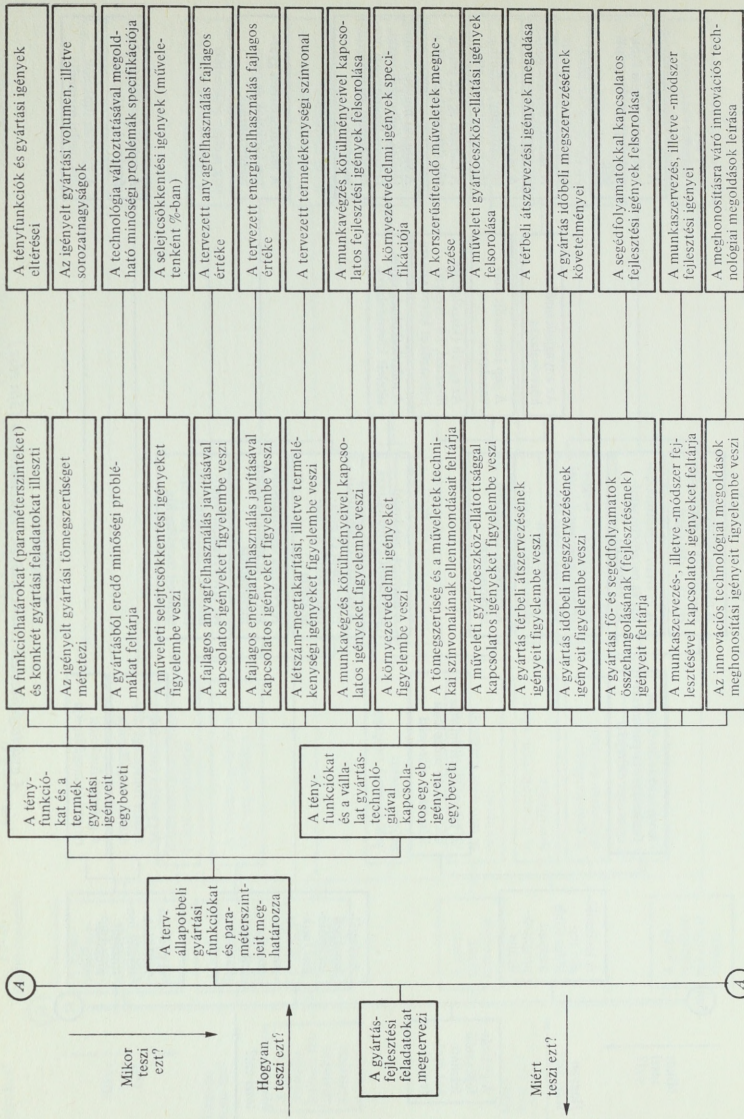 A
Mikor
teszi
ezt?
Hogyan
teszi ezt?
A gyártás-
fejlesztési
feladatokat
megtervezi
Miért
teszi ezt?
A
A terv-
állapotbeli
gyártási
funkciókat
és para-
méterszint-
jeit meg-
határozza
A tény-
funkció-
kat és a
termék
gyártási
igényeit
egybeveti
A tény-
funkciókat
és a válla-
lat gyártás-
technoló-
giával
kapcsola-
tos egyéb
igényeit
egybeveti
A funkcióhatárokat (paraméterszinteket)
és konkrét gyártási feladatokat illeszti
Az igényelt gyártási tömegszerűséget
méretezi
A gyártásból eredő minőségi problé-
mákat feltárja
A műveleti selejtcsökkentési igényeket
figyelembe veszi
A fajlagos anyagfelhasználás javításával
kapcsolatos igényeket figyelembe veszi
A fajlagos energiafelhasználás javításával
kapcsolatos igényeket figyelembe veszi
A létszám-megtakarítási, illetve termelé-
kenységi igényeket figyelembe veszi
A munkavégzés körülményeivel kapcso-
latos igényeket figyelembe veszi
A környezetvédelmi igényeket
figyelembe veszi
A tömegszerűség és a műveletek techni-
kai színvonalának ellentmondásait feltárja
A műveleti gyártóeszköz-ellátottsággal
kapcsolatos igényeket figyelembe veszi
A gyártás térbeli átszervezésének
igényeit figyelembe veszi
A gyártás időbeli megszervezésének
igényeit figyelembe veszi
A gyártási fő- és segédfolyamatok
összehangolásának (fejlesztésének)
igényeit feltárja
A munkaszervezés-, illetve -módszer fej-
lesztésével kapcsolatos igényeket feltárja
Az innovációs technológiai megoldások
meghonosítási igényeit figyelembe veszi
A tényfunkciók és gyártási igények
eltérései
Az igényelt gyártási volumen, illetve
sorozatnagyságok
A technológia változtatásával megold-
ható minőségi problémák specifikációja
A selejtcsökkentési igények (művele-
tenként %-ban)
A tervezett anyagfelhasználás fajlagos
értéke
A tervezett energiafelhasználás fajlagos
értéke
A tervezett termelékenységi színvonal
A munkavégzés körülményeivel kapcso-
latos fejlesztési igények felsorolása
A környezetvédelmi igények speci-
fikációja
A korszerűsítendő műveletek megne-
vezése
A műveleti gyártóeszköz-ellátási igények
felsorolása
A térbeli átszervezési igények megadása
A gyártás időbeli megszervezésének
követelményei
A segédfolyamatokkal kapcsolatos
fejlesztési igények felsorolása
A munkaszervezés, illetve -módszer
fejlesztési igényei
A meghonosításra váró innovációs tech-
nológiai megoldások leírása